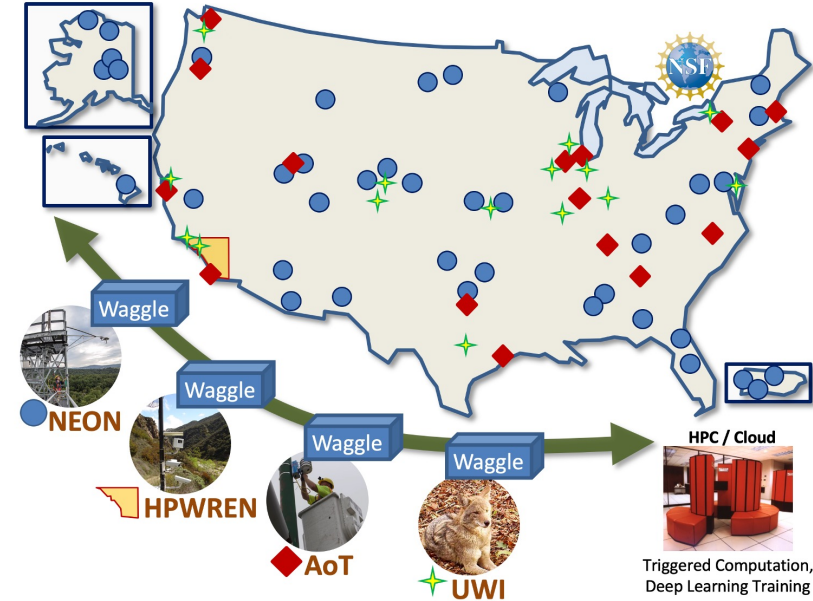 NSF
Waggle
Waggle
Waggle
Waggle
NEON
HPWREN
AoT
UWI
HPC / Cloud
Triggered Computation,
Deep Learning Training